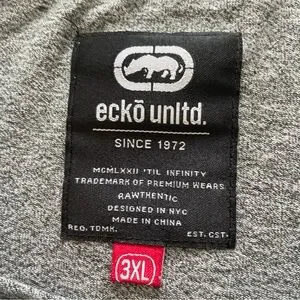 eckō unltd.
SINCE 1972
MCMLXXII 'TIL INFINITY
TRADEMARK OF PREMIUM WEARS
RAWTHENTIC
DESIGNED IN NYC
MADE IN CHINA
REG. TDMK. EST. GST.
3XL